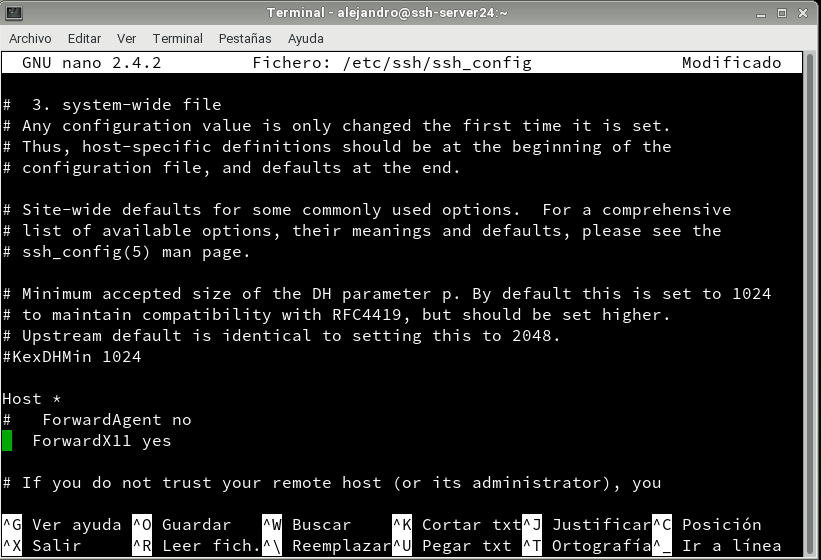 Terminal - alejandro@ssh-server24:~
Archivo Editar Ver Terminal Pestañas Ayuda
GNU nano 2.4.2 Fichero: /etc/ssh/ssh_config Modificado
# 3. system-wide file
# Any configuration value is only changed the first time it is set.
# Thus, host-specific definitions should be at the beginning of the
# configuration file, and defaults at the end.
# Site-wide defaults for some commonly used options.  For a comprehensive
# list of available options, their meanings and defaults, please see the
# ssh_config(5) man page.
# Minimum accepted size of the DH parameter p. By default this is set to 1024
# to maintain compatibility with RFC4419, but should be set higher.
# Upstream default is identical to setting this to 2048.
#KexDHMin 1024
Host *
#   ForwardAgent no
ForwardX11 yes
# If you do not trust your remote host (or its administrator), you
^G Ver ayuda ^O Guardar ^W Buscar ^K Cortar txt ^J Justificar ^C Posición
^X Salir ^R Leer fich. ^\ Reemplazar ^U Pegar txt ^T Ortografía ^_ Ir a línea